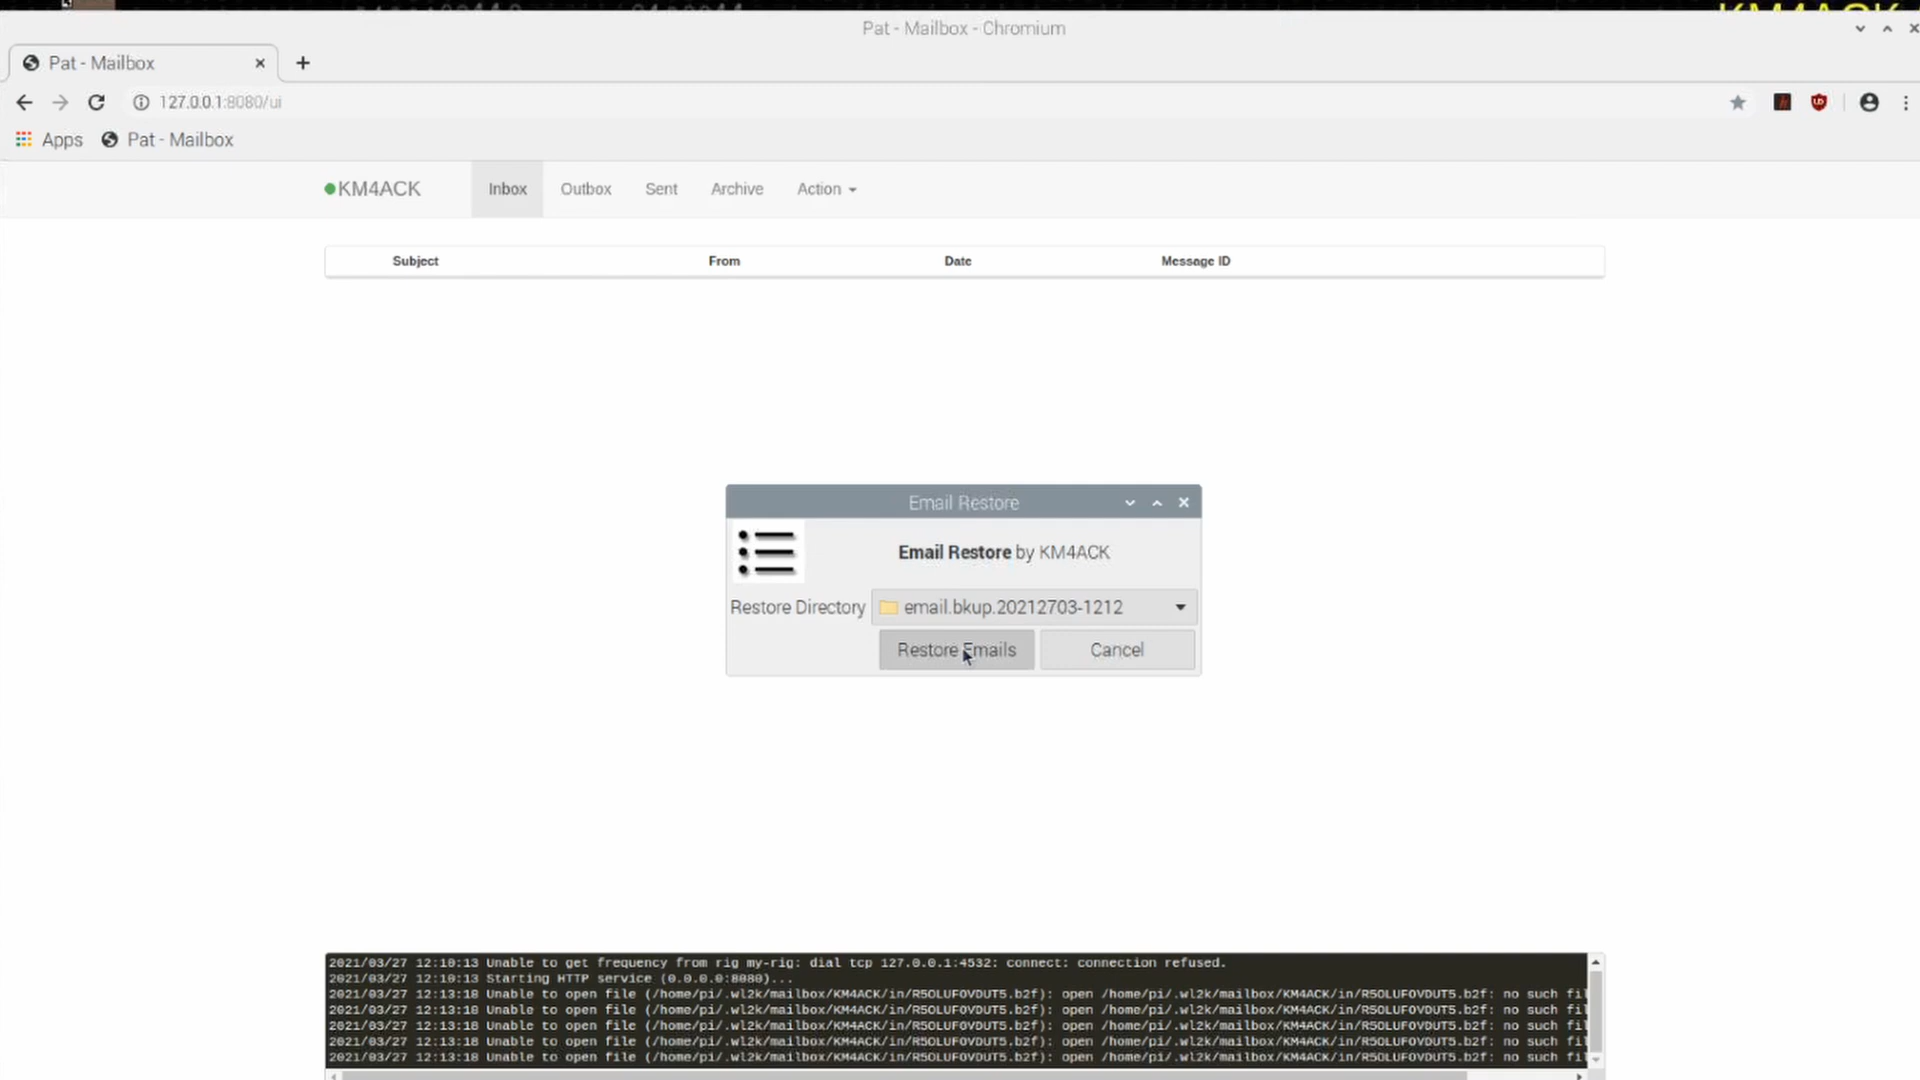 Pat - Mailbox - Chromium
Pat - Mailbox
127.0.0.1:8080/ui
Apps Pat - Mailbox
KM4ACK Inbox Outbox Sent Archive Action
Subject From Date Message ID
Email Restore
Email Restore by KM4ACK
Restore Directory email.bkup.20212703-1212
Restore Emails Cancel
2021/03/27 12:10:13 Unable to get frequency from rig my-rig: dial tcp 127.0.0.1:4532: connect: connection refused.
2021/03/27 12:10:13 Starting HTTP service (0.0.0.0:8080)...
2021/03/27 12:13:18 Unable to open file (/home/pi/.wl2k/mailbox/KM4ACK/in/R5OLUFOVDUT5.b2f): open /home/pi/.wl2k/mailbox/KM4ACK/in/R5OLUFOVDUT5.b2f: no such fil
2021/03/27 12:13:18 Unable to open file (/home/pi/.wl2k/mailbox/KM4ACK/in/R5OLUFOVDUT5.b2f): open /home/pi/.wl2k/mailbox/KM4ACK/in/R5OLUFOVDUT5.b2f: no such fil
2021/03/27 12:13:18 Unable to open file (/home/pi/.wl2k/mailbox/KM4ACK/in/R5OLUFOVDUT5.b2f): open /home/pi/.wl2k/mailbox/KM4ACK/in/R5OLUFOVDUT5.b2f: no such fil
2021/03/27 12:13:18 Unable to open file (/home/pi/.wl2k/mailbox/KM4ACK/in/R5OLUFOVDUT5.b2f): open /home/pi/.wl2k/mailbox/KM4ACK/in/R5OLUFOVDUT5.b2f: no such fil
2021/03/27 12:13:18 Unable to open file (/home/pi/.wl2k/mailbox/KM4ACK/in/R5OLUFOVDUT5.b2f): open /home/pi/.wl2k/mailbox/KM4ACK/in/R5OLUFOVDUT5.b2f: no such fil